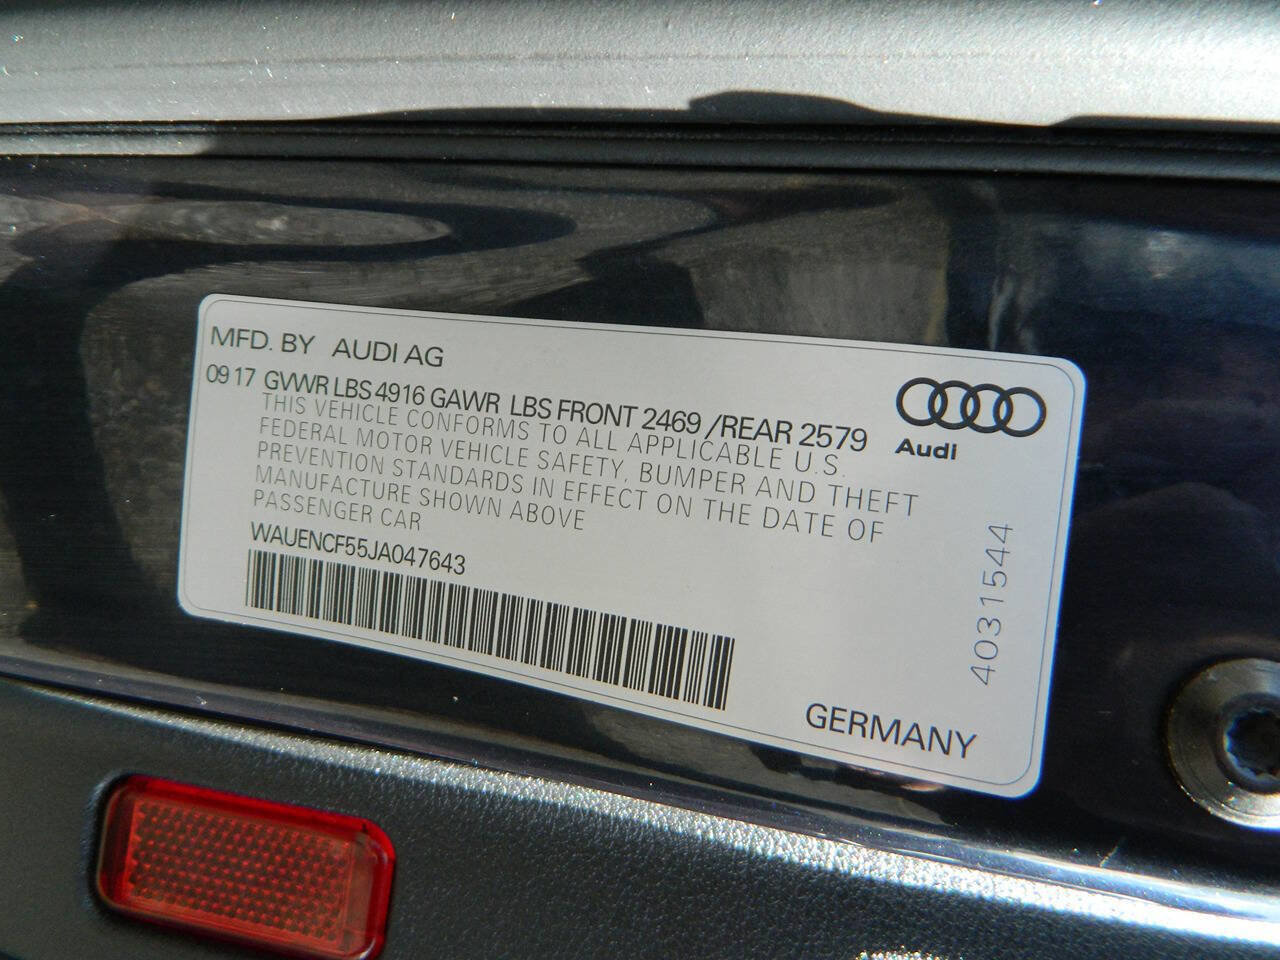 MFD. BY AUDI AG
09 17 GVWR LBS 4916 GAWR LBS FRONT 2469 /REAR 2579
THIS VEHICLE CONFORMS TO ALL APPLICABLE U.S.
FEDERAL MOTOR VEHICLE SAFETY, BUMPER AND THEFT
PREVENTION STANDARDS IN EFFECT ON THE DATE OF
MANUFACTURE SHOWN ABOVE
PASSENGER CAR
WAUENCF55JA047643
Audi
4031544
GERMANY